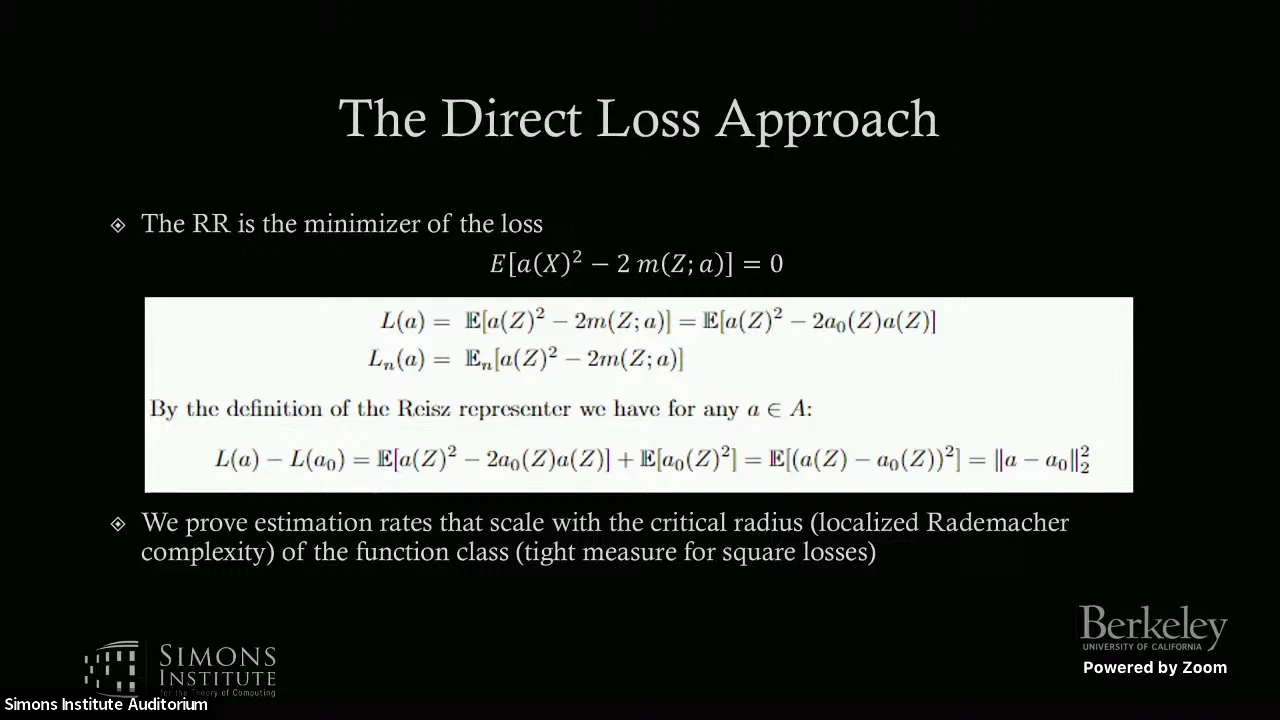 The Direct Loss Approach
The RR is the minimizer of the loss
E[a(X)² − 2 m(Z; a)] = 0
L(a) = 𝔼[a(Z)² − 2m(Z; a)] = 𝔼[a(Z)² − 2a₀(Z)a(Z)]
Lₙ(a) = 𝔼ₙ[a(Z)² − 2m(Z; a)]
By the definition of the Reisz representer we have for any a ∈ A:
L(a) − L(a₀) = 𝔼[a(Z)² − 2a₀(Z)a(Z)] + 𝔼[a₀(Z)²] = 𝔼[(a(Z) − a₀(Z))²] = ‖a − a₀‖₂²
We prove estimation rates that scale with the critical radius (localized Rademacher
complexity) of the function class (tight measure for square losses)
SIMONS
INSTITUTE
for the Theory of Computing
Berkeley
UNIVERSITY OF CALIFORNIA
Powered by Zoom
Simons Institute Auditorium